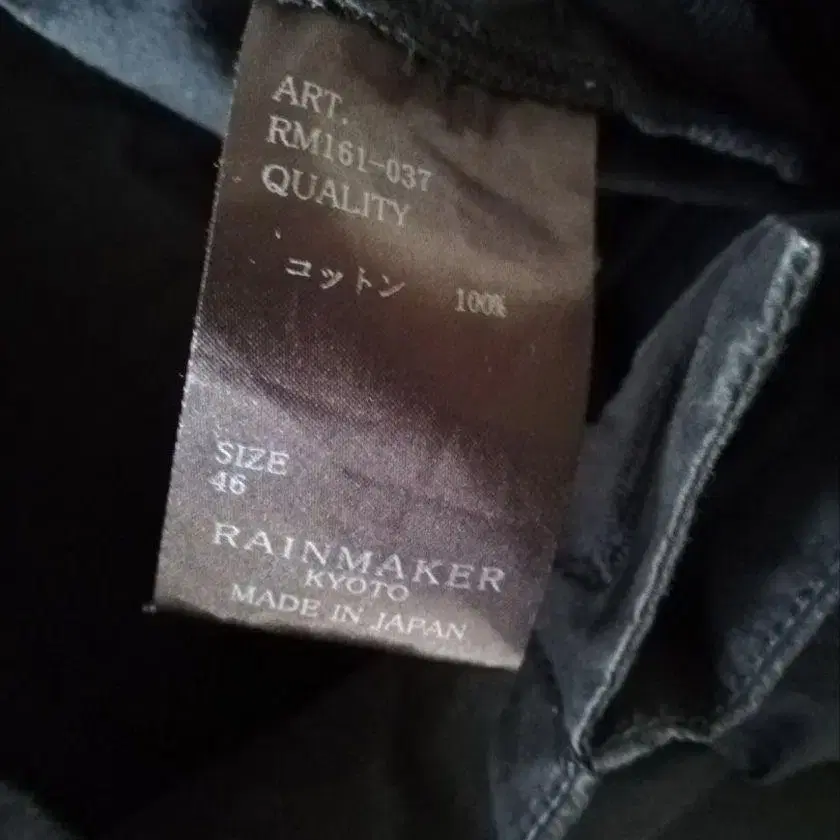 ART.
RM161-037
QUALITY
コットン 100%
SIZE
46
RAINMAKER
KYOTO
MADE IN JAPAN